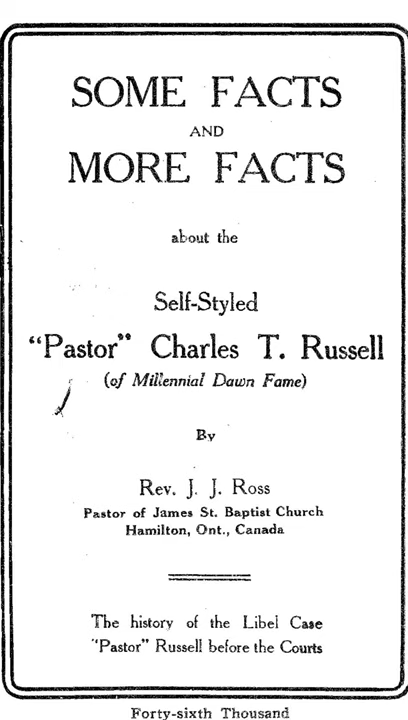 SOME FACTS
AND
MORE FACTS
about the
Self-Styled
"Pastor" Charles T. Russell
(of Millennial Dawn Fame)
By
Rev. J. J. Ross
Pastor of James St. Baptist Church
Hamilton, Ont., Canada
The history of the Libel Case
"Pastor" Russell before the Courts
Forty-sixth Thousand